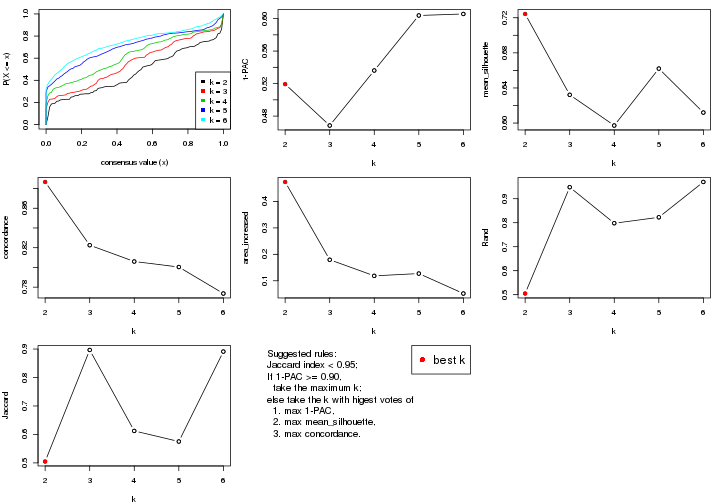 P(X <= x)
0.0 0.2 0.4 0.6 0.8 1.0
k = 2
k = 3
k = 4
k = 5
k = 6
0.0 0.2 0.4 0.6 0.8 1.0
consensus value (x)
1-PAC
0.48 0.52 0.56 0.60
2 3 4 5 6
k
mean_silhouette
0.60 0.64 0.72
2 3 4 5 6
k
concordance
0.78 0.82 0.86
2 3 4 5 6
k
area_increased
0.1 0.2 0.3 0.4
2 3 4 5 6
k
Rand
0.5 0.6 0.7 0.8 0.9
2 3 4 5 6
k
Jaccard
0.5 0.6 0.7 0.8 0.9
2 3 4 5 6
k
Suggested rules:
Jaccard index < 0.95;
If 1-PAC >= 0.90,
take the maximum k;
else take the k with higest votes of
1. max 1-PAC,
2. max mean_silhouette,
3. max concordance.
best k